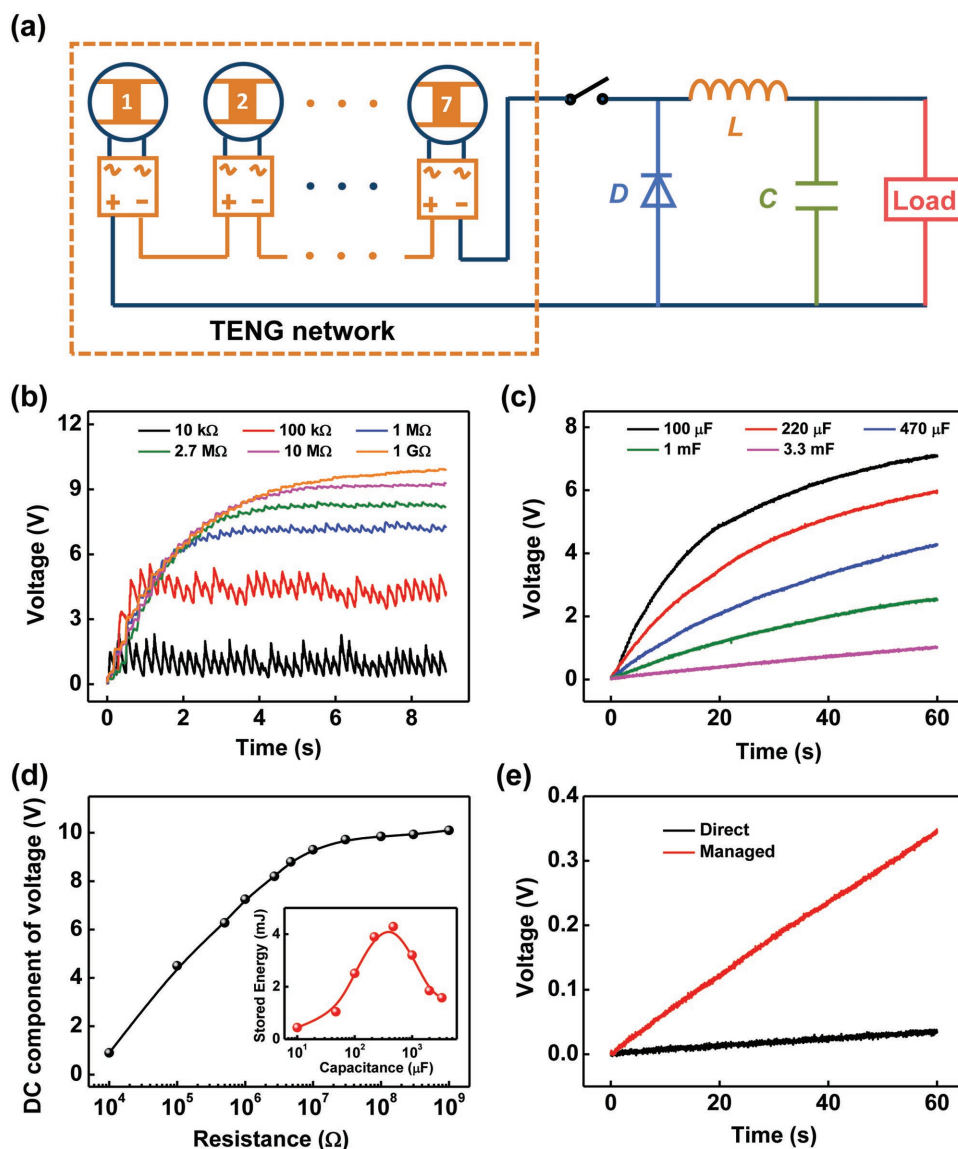 (a)
1 2 7
L
D C Load
+ - + - + -
TENG network
(b)
12
9
6
3
0
Voltage (V)
10 kΩ 100 kΩ 1 MΩ
2.7 MΩ 10 MΩ 1 GΩ
0 2 4 6 8
Time (s)
(c)
8
6
4
2
0
Voltage (V)
100 μF 220 μF 470 μF
1 mF 3.3 mF
0 20 40 60
Time (s)
(d)
10
8
6
4
2
0
DC component of voltage (V)
10⁴ 10⁵ 10⁶ 10⁷ 10⁸ 10⁹
Resistance (Ω)
4
2
0
Stored Energy (mJ)
10¹ 10² 10³
Capacitance (μF)
(e)
0.4
0.3
0.2
0.1
0.0
Voltage (V)
Direct
Managed
0 20 40 60
Time (s)